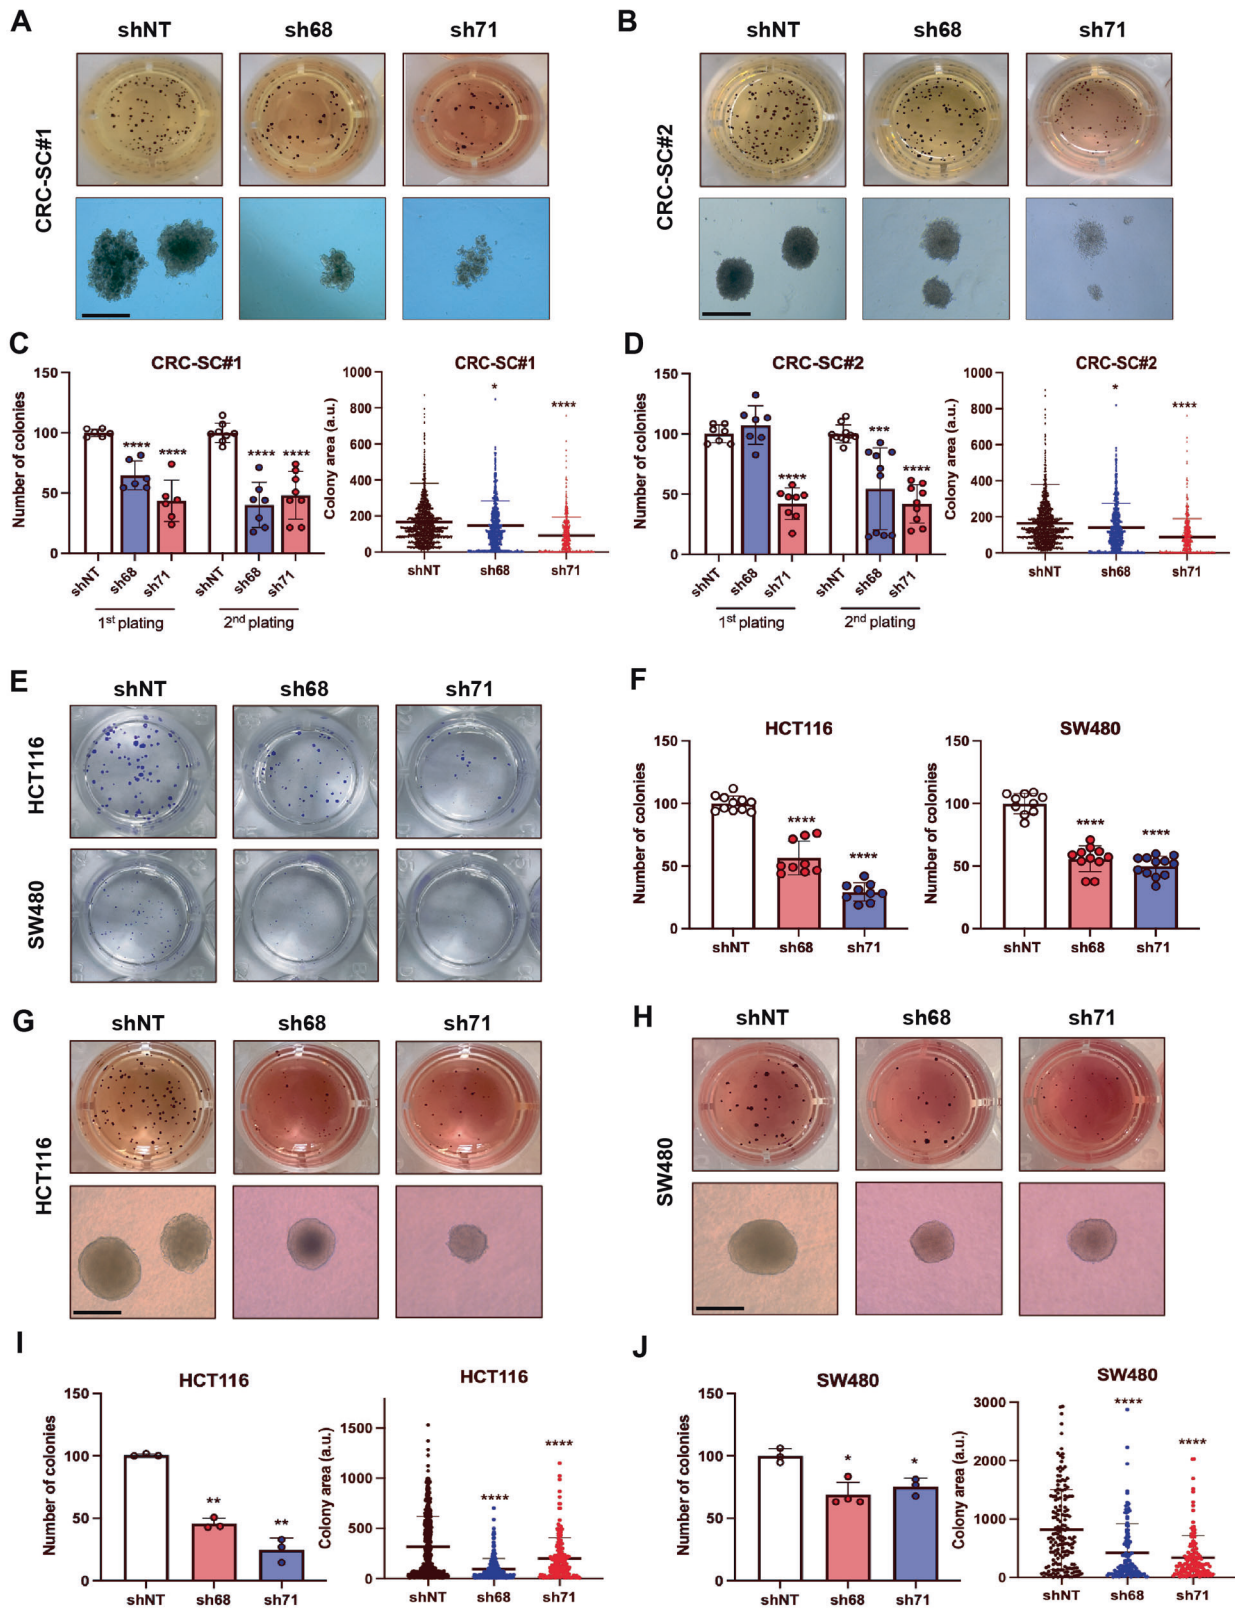 A
shNT sh68 sh71
CRC-SC#1
B
shNT sh68 sh71
CRC-SC#2
C
CRC-SC#1
Number of colonies
150
100
50
0
**** **** **** ****
shNT sh68 sh71 shNT sh68 sh71
1st plating 2nd plating
CRC-SC#1
Colony area (a.u.)
1000
800
600
400
200
0
* ****
shNT sh68 sh71
D
CRC-SC#2
Number of colonies
150
100
50
0
**** *** ****
shNT sh68 sh71 shNT sh68 sh71
1st plating 2nd plating
CRC-SC#2
Colony area (a.u.)
1000
800
600
400
200
0
* ****
shNT sh68 sh71
E
shNT sh68 sh71
HCT116
SW480
F
HCT116
Number of colonies
150
100
50
0
**** ****
shNT sh68 sh71
SW480
Number of colonies
150
100
50
0
**** ****
shNT sh68 sh71
G
shNT sh68 sh71
HCT116
H
shNT sh68 sh71
SW480
I
HCT116
Number of colonies
150
100
50
0
** **
shNT sh68 sh71
HCT116
Colony area (a.u.)
1500
1000
500
0
**** ****
shNT sh68 sh71
J
SW480
Number of colonies
150
100
50
0
* *
shNT sh68 sh71
SW480
Colony area (a.u.)
3000
2000
1000
0
**** ****
shNT sh68 sh71